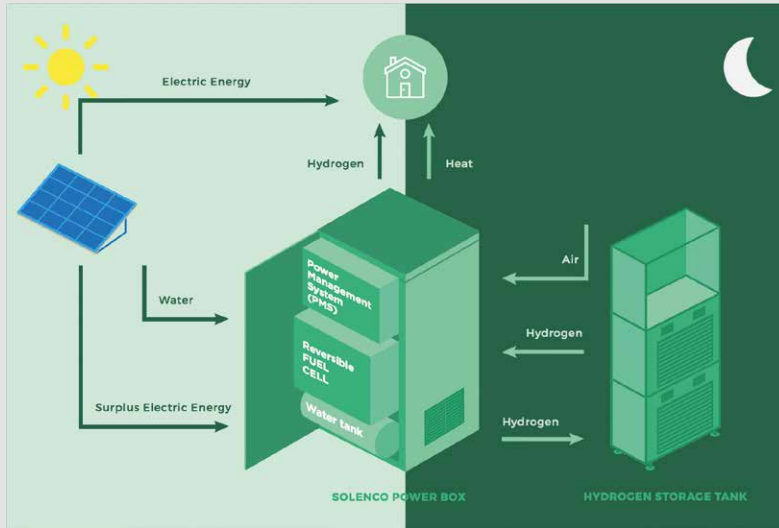 Electric Energy
Hydrogen
Heat
Power
Management
System
(PMS)
Air
Water
Reversible
FUEL
CELL
Hydrogen
Surplus Electric Energy
Water tank
Hydrogen
SOLENCO POWER BOX
HYDROGEN STORAGE TANK